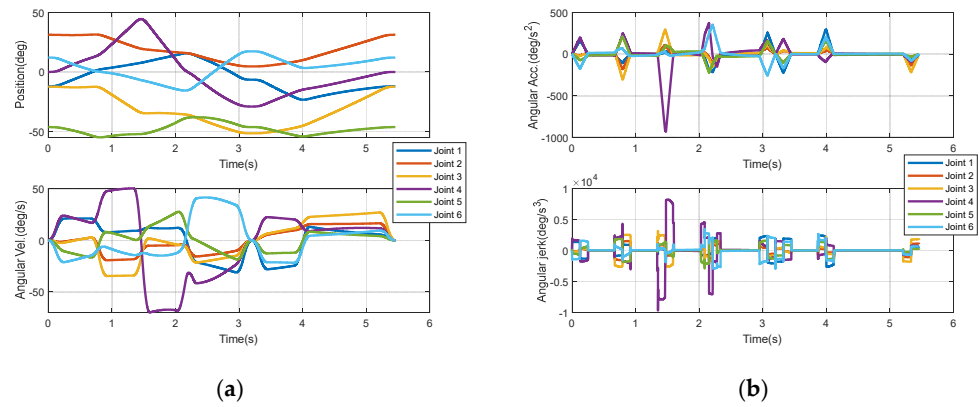 50
0
-50
Position(deg)
0 1 2 3 4 5 6
Time(s)
50
0
-50
Angular Vel.(deg/s)
0 1 2 3 4 5 6
Time(s)
Joint 1
Joint 2
Joint 3
Joint 4
Joint 5
Joint 6
(a)
500
0
-500
-1000
Angular Acc.(deg/s²)
0 1 2 3 4 5 6
Time(s)
×10⁴
1
0.5
0
-0.5
-1
Angular jerk(deg/s³)
0 1 2 3 4 5 6
Time(s)
Joint 1
Joint 2
Joint 3
Joint 4
Joint 5
Joint 6
(b)